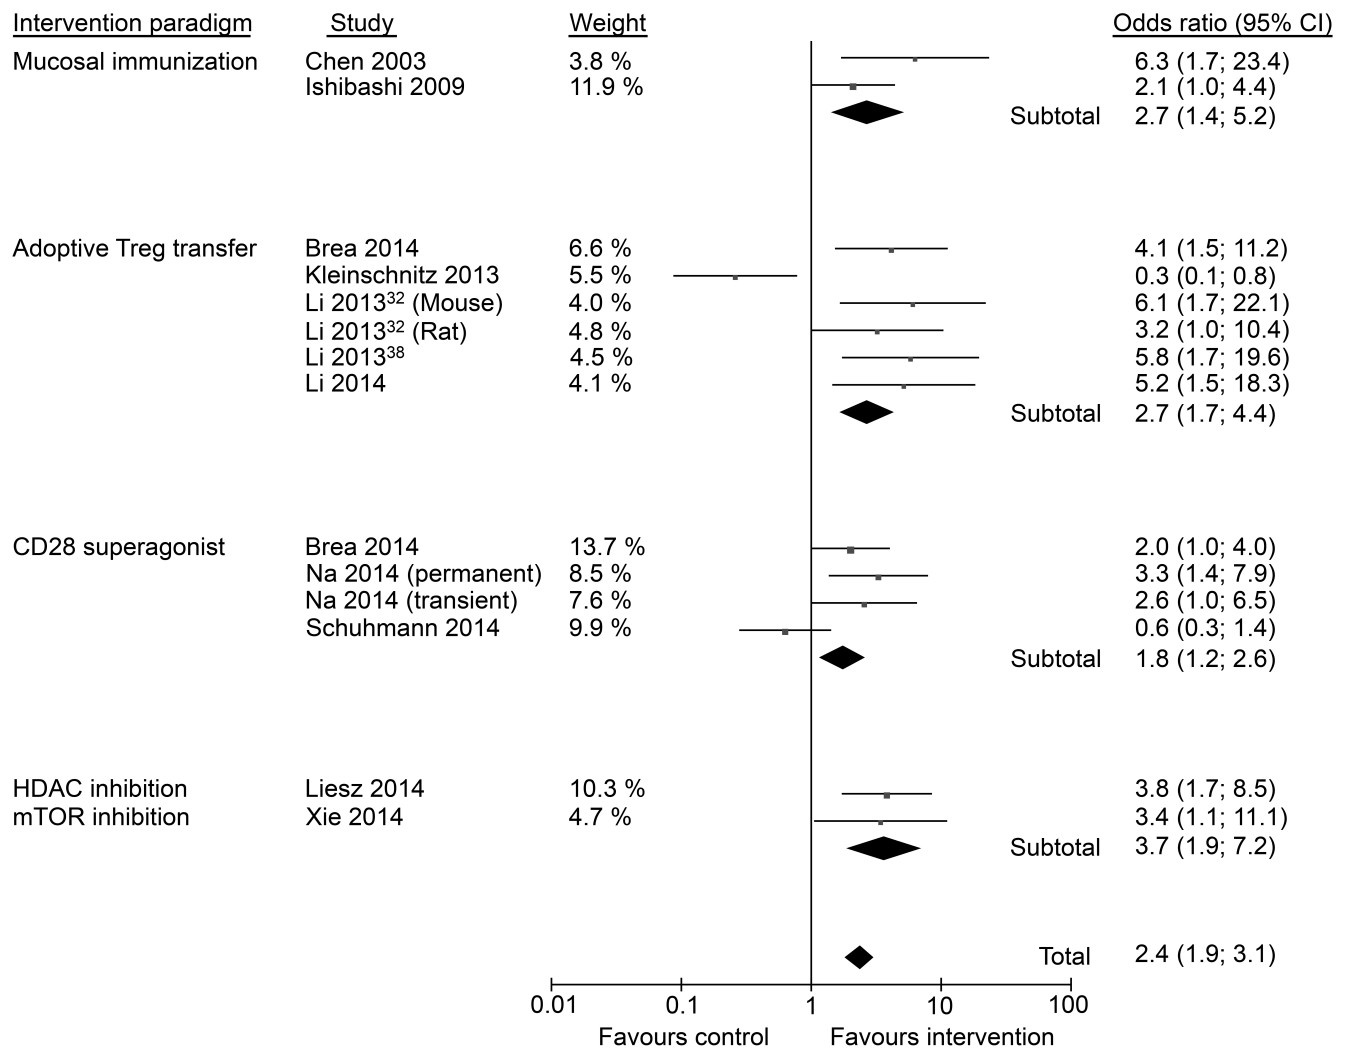 Intervention paradigm Study Weight Odds ratio (95% CI)
Mucosal immunization Chen 2003 3.8 % 6.3 (1.7; 23.4)
Ishibashi 2009 11.9 % 2.1 (1.0; 4.4)
Subtotal 2.7 (1.4; 5.2)
Adoptive Treg transfer Brea 2014 6.6 % 4.1 (1.5; 11.2)
Kleinschnitz 2013 5.5 % 0.3 (0.1; 0.8)
Li 2013³² (Mouse) 4.0 % 6.1 (1.7; 22.1)
Li 2013³² (Rat) 4.8 % 3.2 (1.0; 10.4)
Li 2013³⁸ 4.5 % 5.8 (1.7; 19.6)
Li 2014 4.1 % 5.2 (1.5; 18.3)
Subtotal 2.7 (1.7; 4.4)
CD28 superagonist Brea 2014 13.7 % 2.0 (1.0; 4.0)
Na 2014 (permanent) 8.5 % 3.3 (1.4; 7.9)
Na 2014 (transient) 7.6 % 2.6 (1.0; 6.5)
Schuhmann 2014 9.9 % 0.6 (0.3; 1.4)
Subtotal 1.8 (1.2; 2.6)
HDAC inhibition Liesz 2014 10.3 % 3.8 (1.7; 8.5)
mTOR inhibition Xie 2014 4.7 % 3.4 (1.1; 11.1)
Subtotal 3.7 (1.9; 7.2)
Total 2.4 (1.9; 3.1)
0.01 0.1 1 10 100
Favours control Favours intervention